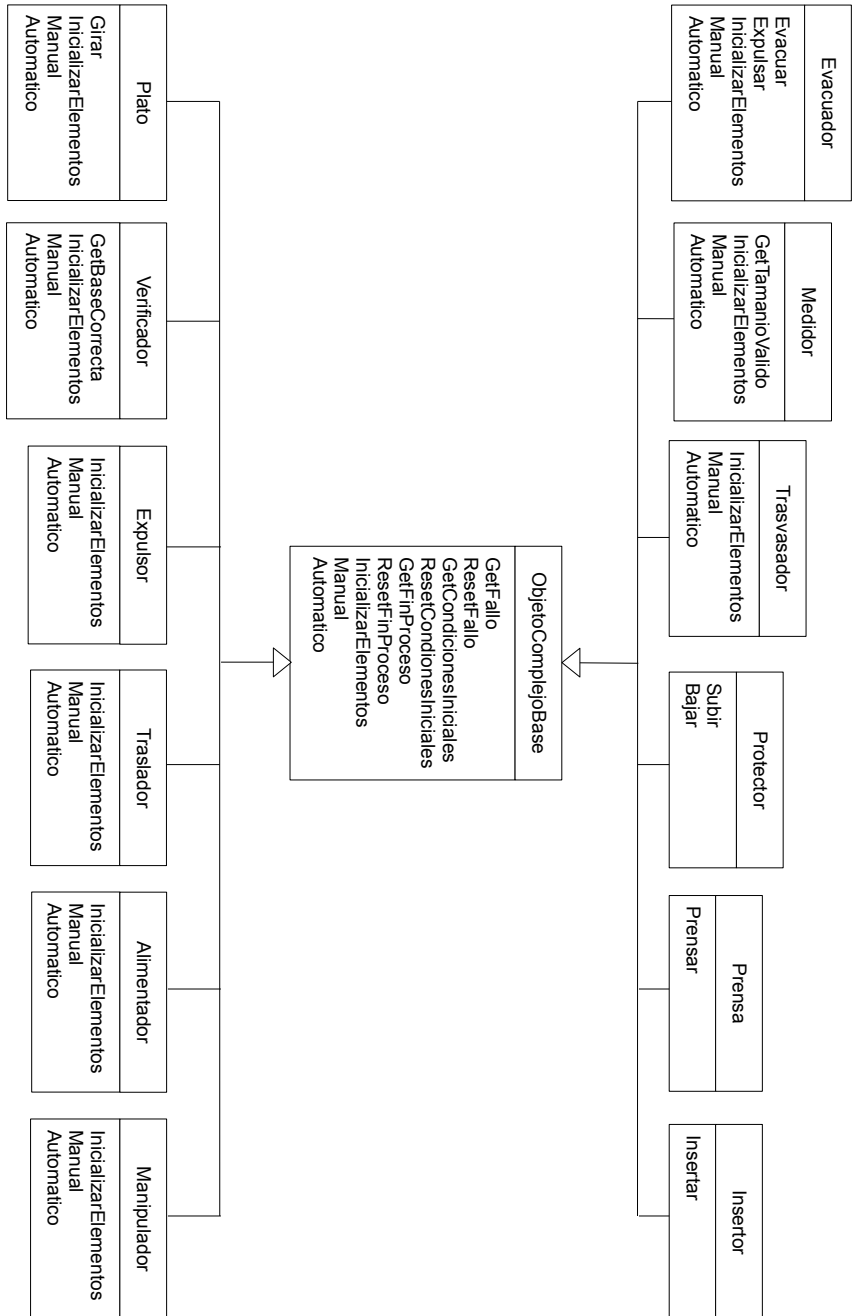 Evacuador
Evacuar
Expulsar
InicializarElementos
Manual
Automatico
Medidor
GetTamanioValido
InicializarElementos
Manual
Automatico
Trasvasador
InicializarElementos
Manual
Automatico
Protector
Subir
Bajar
Prensa
Prensar
Insertor
Insertar
ObjetoComplejoBase
GetFallo
ResetFallo
GetCondicionesIniciales
ResetCondionesIniciales
GetFinProceso
ResetFinProceso
InicializarElementos
Manual
Automatico
Plato
Girar
InicializarElementos
Manual
Automatico
Verificador
GetBaseCorrecta
InicializarElementos
Manual
Automatico
Expulsor
InicializarElementos
Manual
Automatico
Traslador
InicializarElementos
Manual
Automatico
Alimentador
InicializarElementos
Manual
Automatico
Manipulador
InicializarElementos
Manual
Automatico